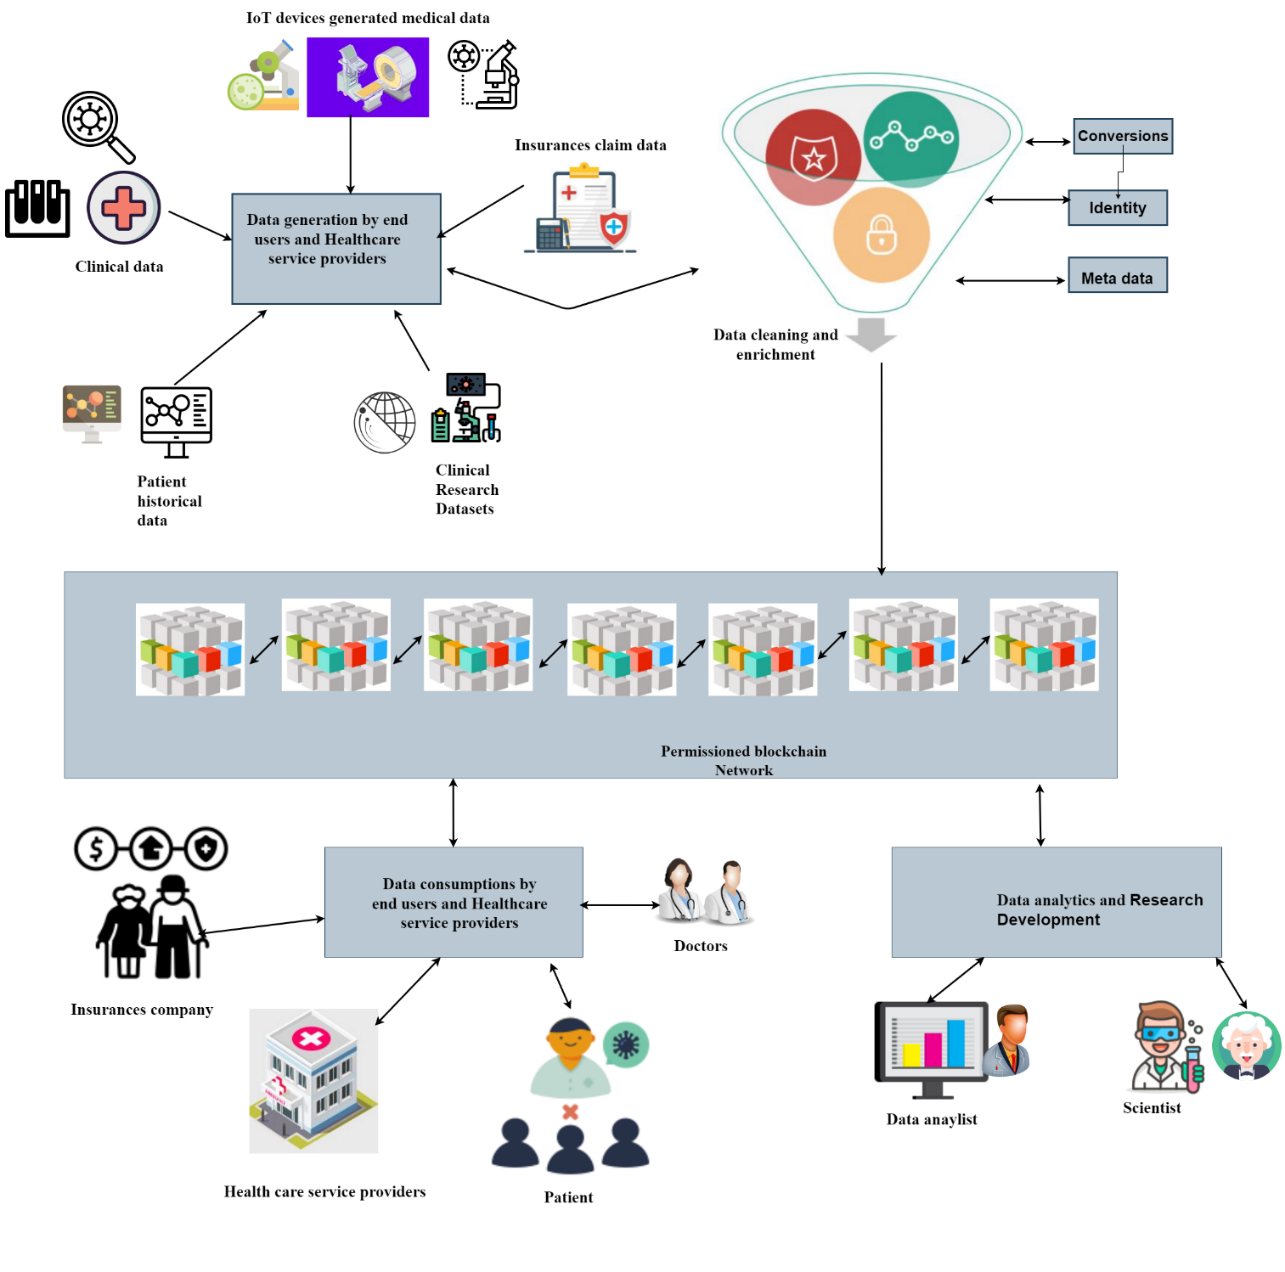 IoT devices generated medical data
Insurances claim data
Conversions
Identity
Meta data
Data generation by end
users and Healthcare
service providers
Clinical data
Data cleaning and
enrichment
Patient
historical
data
Clinical
Research
Datasets
Permissioned blockchain
Network
Data consumptions by
end users and Healthcare
service providers
Data analytics and Research
Development
Doctors
Insurances company
Health care service providers
Patient
Data anaylist
Scientist